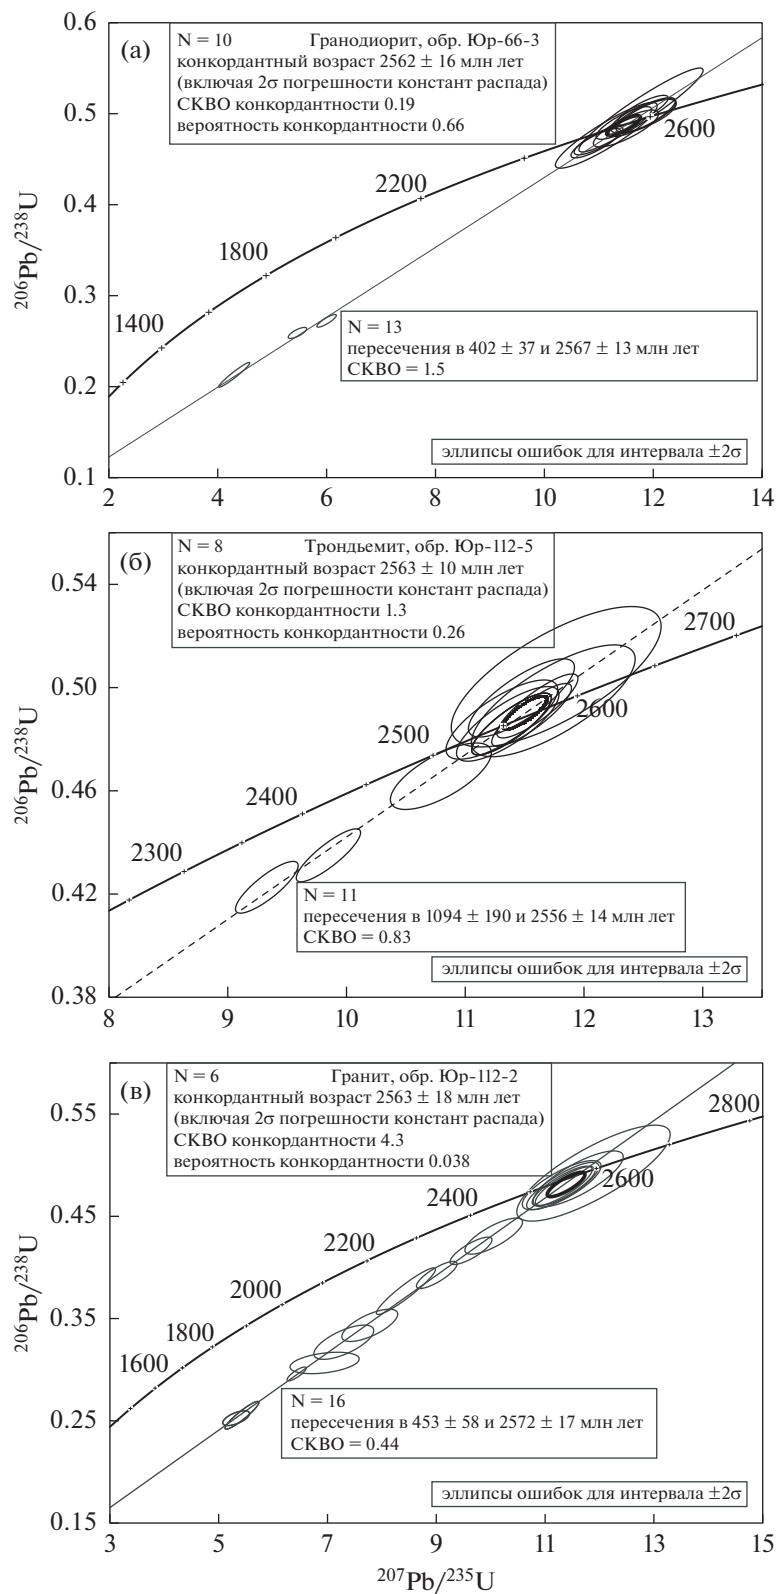 (а)
N = 10 Гранодиорит, обр. Юр-66-3
конкордантный возраст 2562 ± 16 млн лет
(включая 2σ погрешности констант распада)
СКВО конкордантности 0.19
вероятность конкордантности 0.66
2600
2200
1800
1400
N = 13
пересечения в 402 ± 37 и 2567 ± 13 млн лет
СКВО = 1.5
эллипсы ошибок для интервала ±2σ
0.6
0.5
0.4
0.3
0.2
0.1
206Pb/238U
2 4 6 8 10 12 14
(б)
N = 8 Трондьемит, обр. Юр-112-5
конкордантный возраст 2563 ± 10 млн лет
(включая 2σ погрешности констант распада)
СКВО конкордантности 1.3
вероятность конкордантности 0.26
2700
2600
2500
2400
2300
N = 11
пересечения в 1094 ± 190 и 2556 ± 14 млн лет
СКВО = 0.83
эллипсы ошибок для интервала ±2σ
0.54
0.50
0.46
0.42
0.38
206Pb/238U
8 9 10 11 12 13
(в)
N = 6 Гранит, обр. Юр-112-2
конкордантный возраст 2563 ± 18 млн лет
(включая 2σ погрешности констант распада)
СКВО конкордантности 4.3
вероятность конкордантности 0.038
2800
2600
2400
2200
2000
1800
1600
N = 16
пересечения в 453 ± 58 и 2572 ± 17 млн лет
СКВО = 0.44
эллипсы ошибок для интервала ±2σ
0.55
0.45
0.35
0.25
0.15
206Pb/238U
3 5 7 9 11 13 15
207Pb/235U